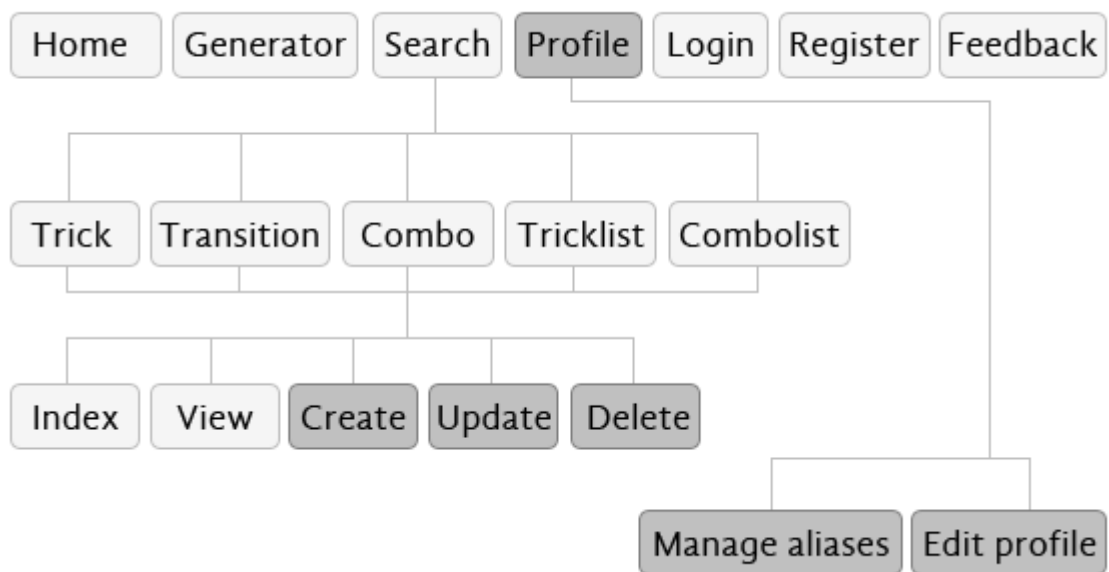 Home Generator Search Profile Login Register Feedback
Trick Transition Combo Tricklist Combolist
Index View Create Update Delete
Manage aliases Edit profile